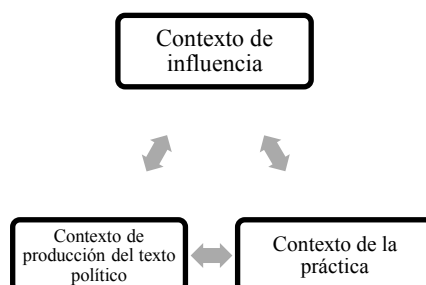 Contexto de
influencia
Contexto de
producción del texto
político
Contexto de la
práctica